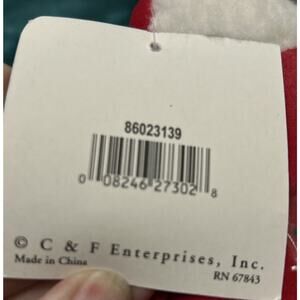 86023139
0 08246 27302 8
© C & F Enterprises, Inc.
Made in China
RN 67843